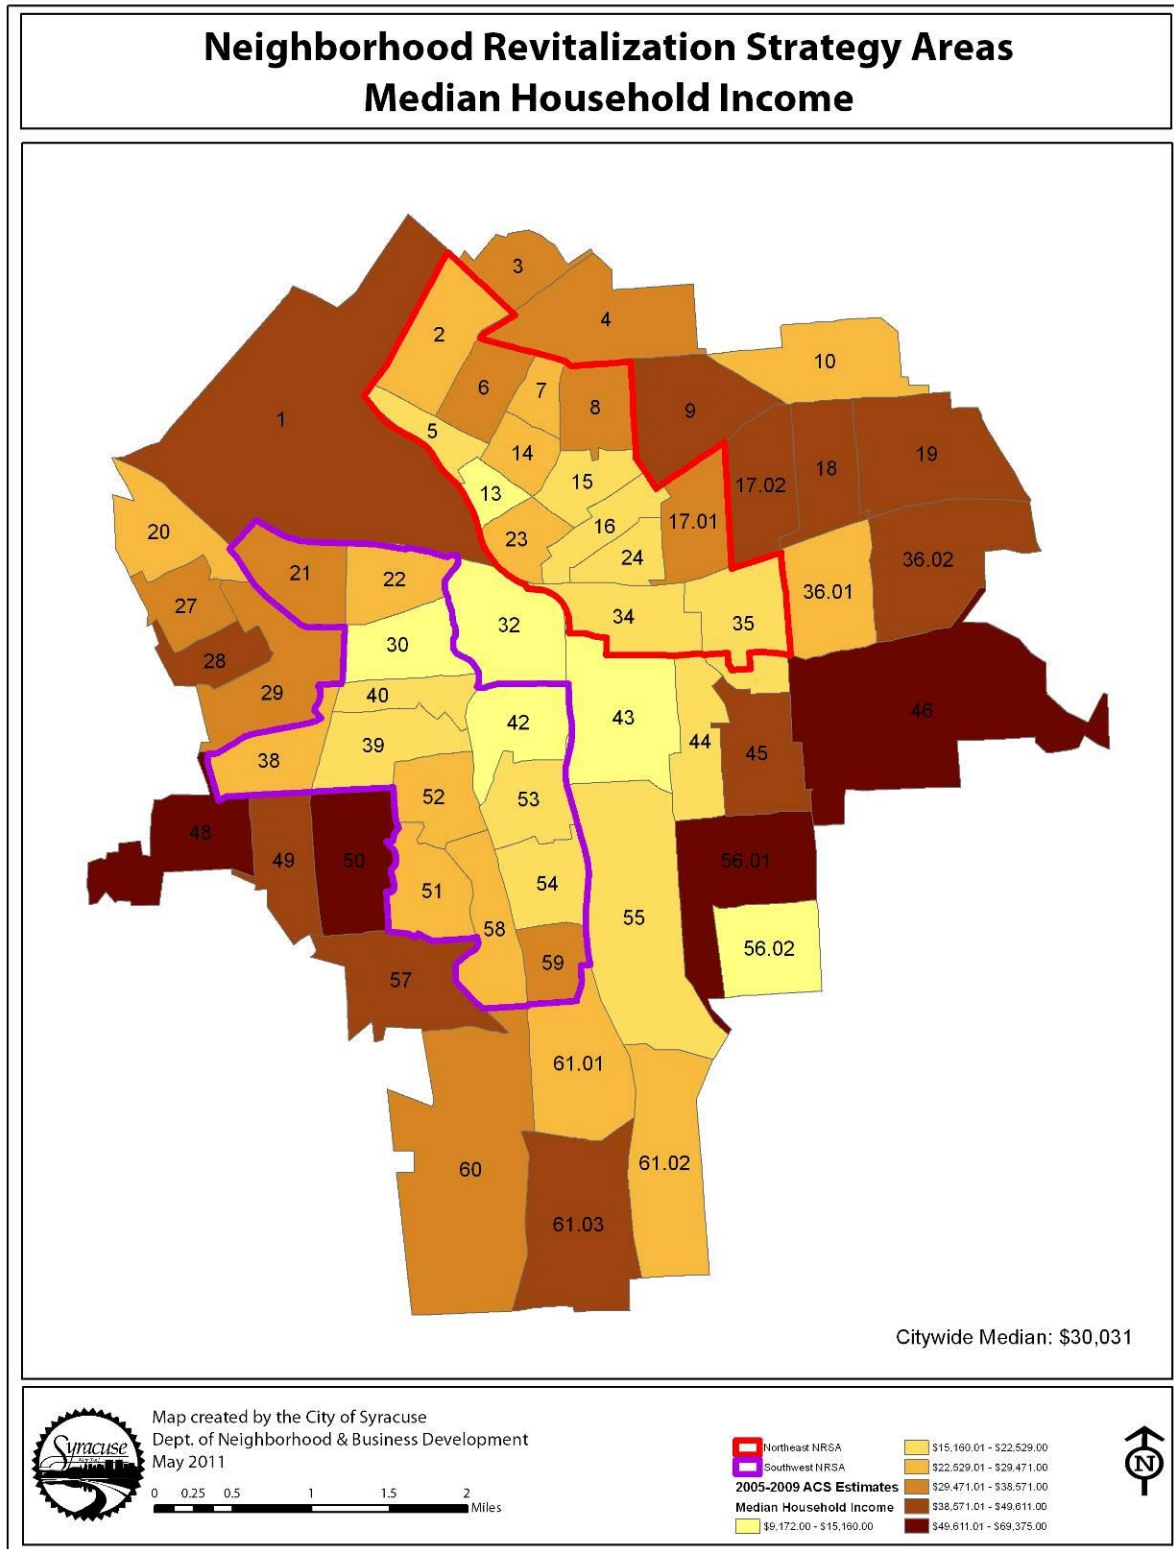 Neighborhood Revitalization Strategy Areas
Median Household Income
3
4
2
10
6
7
8
9
1
5
14
19
18
15
17.02
13
17.01
16
20
23
24
36.02
21
22
36.01
27
34
35
32
30
28
29
40
46
42
43
44
39
45
38
52
53
48
49
50
56.01
54
51
55
58
56.02
59
57
61.01
61.02
60
61.03
Citywide Median: $30,031
Syracuse
Map created by the City of Syracuse
Dept. of Neighborhood & Business Development
May 2011
0 0.25 0.5 1 1.5 2
Miles
Northeast NRSA
Southwest NRSA
2005-2009 ACS Estimates
Median Household Income
$9,172.00 - $15,160.00
$15,160.01 - $22,529.00
$22,529.01 - $29,471.00
$29,471.01 - $38,571.00
$38,571.01 - $49,611.00
$49,611.01 - $69,375.00
N